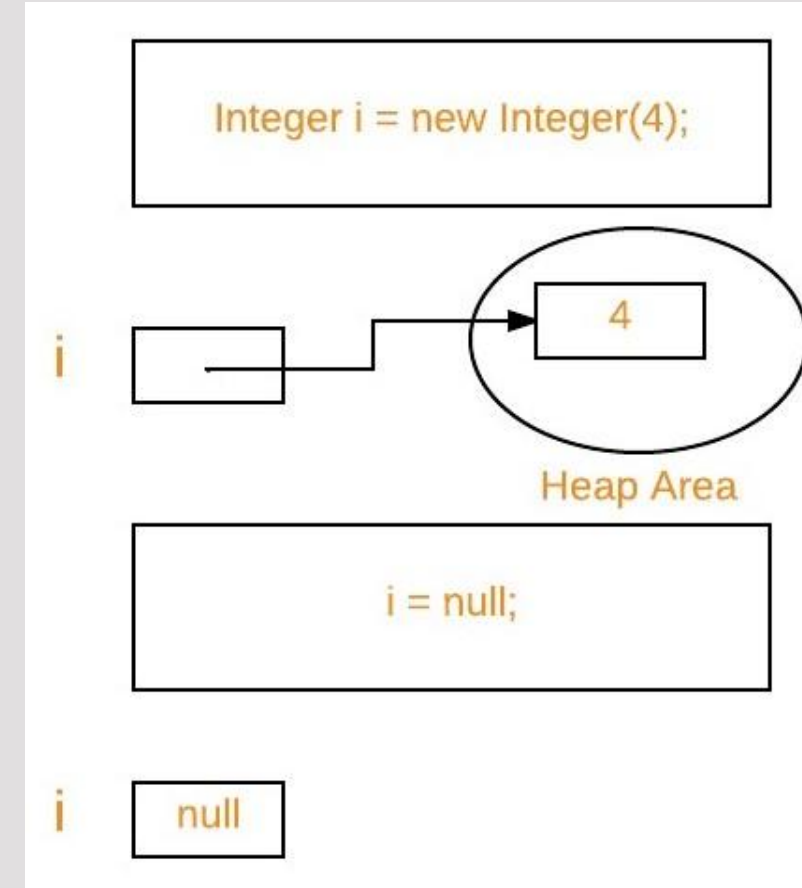 Integer i = new Integer(4);
4
i
Heap Area
i = null;
i
null